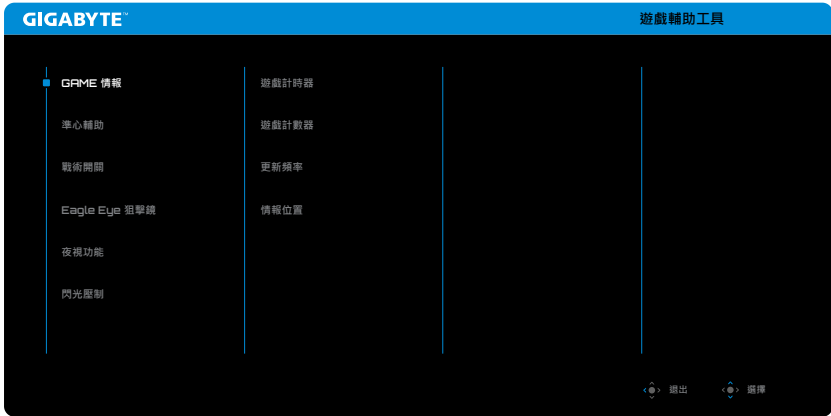 GIGABYTE™
遊戲輔助工具
GAME 情報
準心輔助
戰術開關
Eagle Eye 狙擊鏡
夜視功能
閃光壓制
遊戲計時器
遊戲計數器
更新頻率
情報位置
退出
選擇